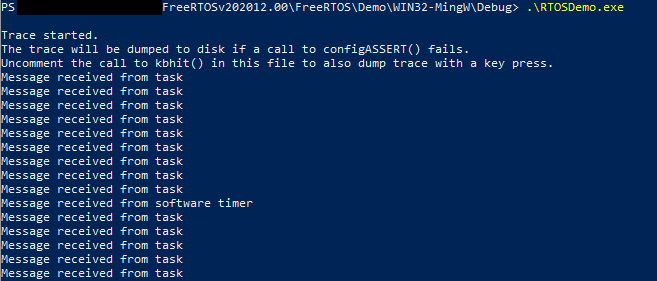 PS FreeRTOSv202012.00\FreeRTOS\Demo\WIN32-MingW\Debug> .\RTOSDemo.exe
Trace started.
The trace will be dumped to disk if a call to configASSERT() fails.
Uncomment the call to kbhit() in this file to also dump trace with a key press.
Message received from task
Message received from task
Message received from task
Message received from task
Message received from task
Message received from task
Message received from task
Message received from task
Message received from task
Message received from software timer
Message received from task
Message received from task
Message received from task
Message received from task
Message received from task